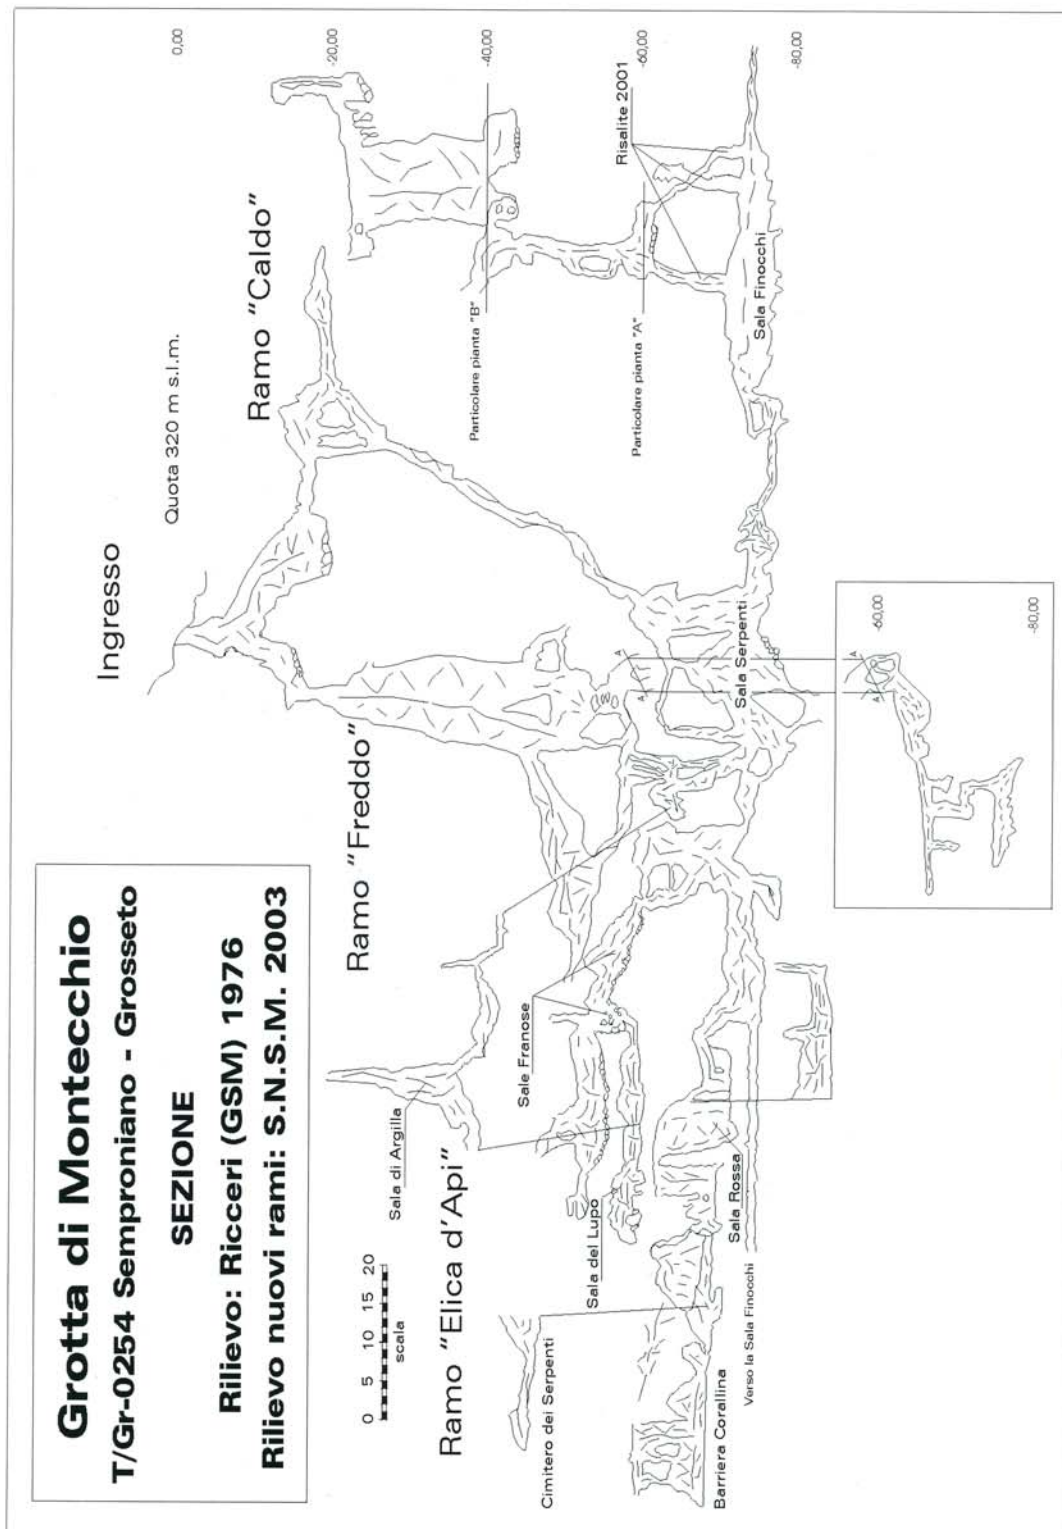 Grotta di Montecchio
T/Gr-0254 Semproniano - Grosseto
SEZIONE
Rilievo: Ricceri (GSM) 1976
Rilievo nuovi rami: S.N.S.M. 2003
0 5 10 15 20
scala
Ingresso
Quota 320 m s.l.m.
0,00
-20,00
-40,00
-60,00
-80,00
Ramo "Caldo"
Ramo "Freddo"
Ramo "Elica d'Api"
Risalite 2001
Particolare pianta "B"
Particolare pianta "A"
Sala Finocchi
Sala Serpenti
Sale Franose
Sala di Argilla
Sala del Lupo
Sala Rossa
Cimitero dei Serpenti
Verso la Sala Finocchi
Barriera Corallina
A
A
A
A
-60,00
-80,00